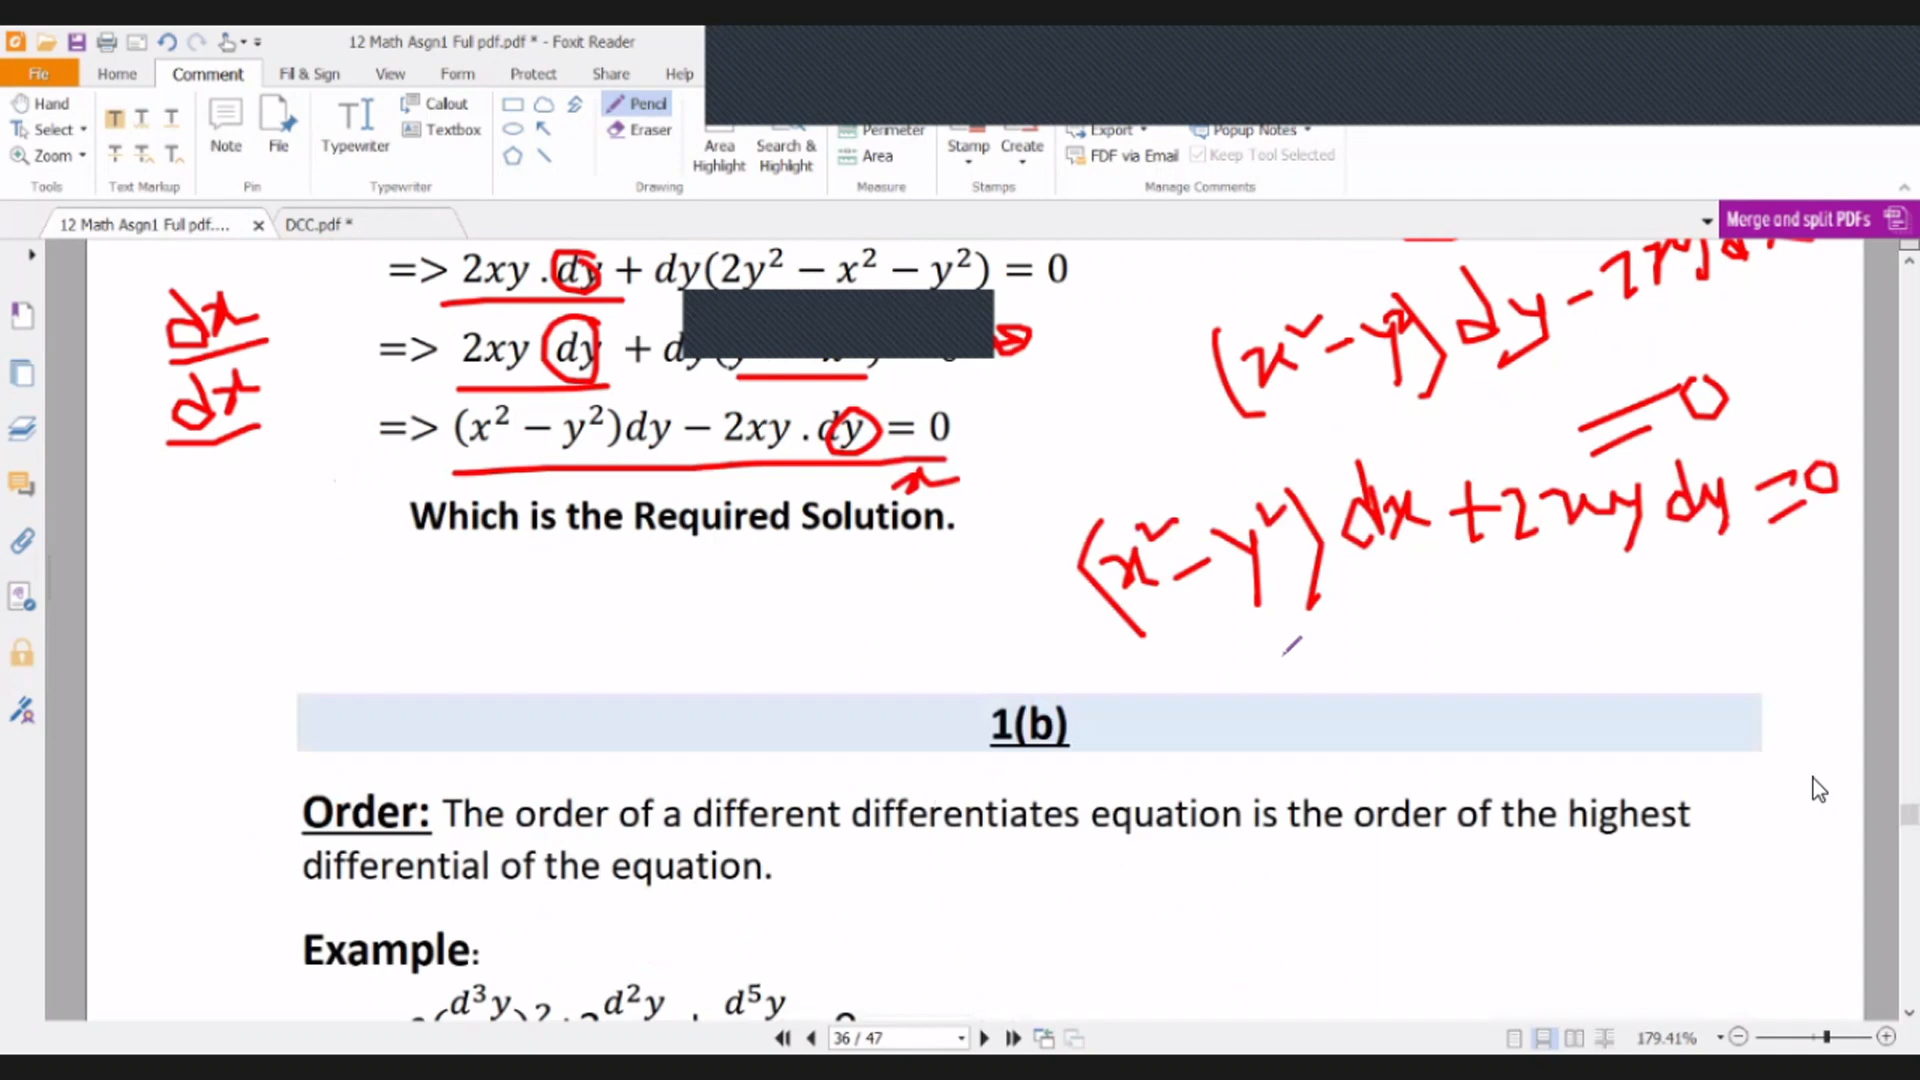 12 Math Asgn1 Full pdf.pdf * - Foxit Reader
File Home Comment Fill & Sign View Form Protect Share Help
Hand
Select
Zoom
Tools
Text Markup
Note
File
Pin
Typewriter
Callout
Textbox
Typewriter
Pencil
Eraser
Drawing
Area Highlight
Search & Highlight
Perimeter
Area
Measure
Stamp
Create
Stamps
Export
Popup Notes
FDF via Email
Keep Tool Selected
Manage Comments
12 Math Asgn1 Full pdf.... × DCC.pdf *
Merge and split PDFs
=> 2xy .dy + dy(2y² − x² − y²) = 0
=> 2xy dy + d
=> (x² − y²)dy − 2xy . dy = 0
x
Which is the Required Solution.
dx
dx
(x² − y²) dy − 2xydx
= 0
(x² − y²) dx + 2xy dy = 0
1(b)
Order: The order of a different differentiates equation is the order of the highest
differential of the equation.
Example:
d³y d²y d⁵y
36 / 47
179.41%